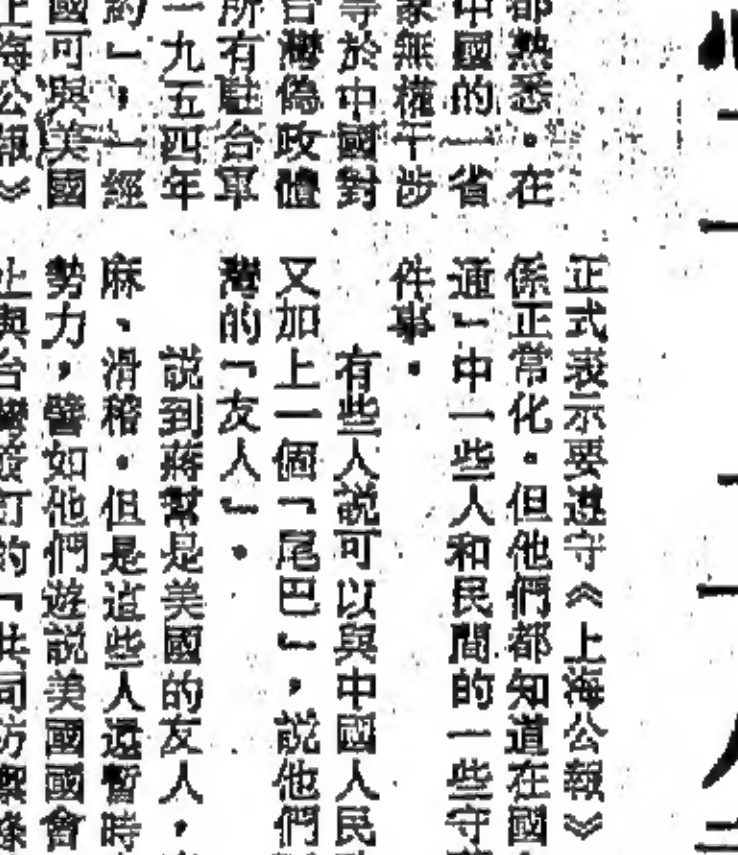 都熟悉。在
中國的一省
家無權干涉
等於中國對
台灣偽政體
所有駐台軍
一九五四年
約」，一經
國可與美國
上海公報》
正式表示要遵守《上海公報》
係正常化。但他們都知道在國
通」中一些人和民間的一些守
件事。
有些人說可以與中國人民
又加上一個「尾巴」，說他們
灣的「友人」。
說到蔣幫是美國的友人，
麻、滑稽。但是這些人還暫時
勢力，譬如他們遊說美國國會
止與台灣簽訂的「共同防禦條